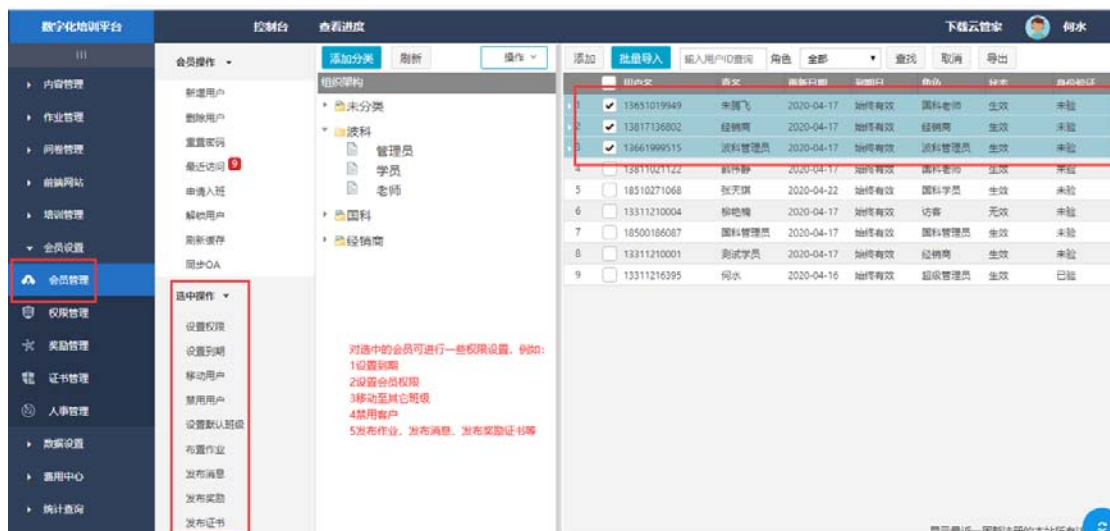 数字化培训平台
控制台
查看进度
下载云管家
何水
内容管理
作业管理
问卷管理
前端网站
培训管理
会员设置
会员管理
权限管理
奖励管理
证书管理
人事管理
数据设置
费用中心
统计查询
会员操作
新增用户
删除用户
重置密码
最近访问 9
申请入班
解锁用户
刷新缓存
同步OA
选中操作
设置权限
设置到期
移动用户
禁用用户
设置默认班级
布置作业
发布消息
发布奖励
发布证书
添加分类 刷新 操作
组织架构
未分类
波科
管理员
学员
老师
国科
经销商
对选中的会员可进行一些权限设置、例如:
1设置到期
2设置会员权限
3移动至其它班级
4禁用客户
5发布作业、发布消息、发布奖励证书等
添加 批量导入 输入用户ID查询 角色 全部 查找 取消 导出
用户名 真名 更新日期 到期日 角色 状态 身份验证
1 13651019949 朱腾飞 2020-04-17 始终有效 国科老师 生效 未验
2 13817136802 经销商 2020-04-17 始终有效 经销商 生效 未验
3 13661999515 波科管理员 2020-04-17 始终有效 波科管理员 生效 未验
4 13811021122 2020-04-17 始终有效 国科老师 生效 未验
5 18510271068 张天琪 2020-04-22 始终有效 国科学员 生效 未验
6 13311210004 2020-04-17 始终有效 访客 无效 未验
7 18500186087 国科管理员 2020-04-17 始终有效 国科管理员 生效 未验
8 13311210001 测试学员 2020-04-17 始终有效 经销商 生效 未验
9 13311216395 何水 2020-04-16 始终有效 超级管理员 生效 已验